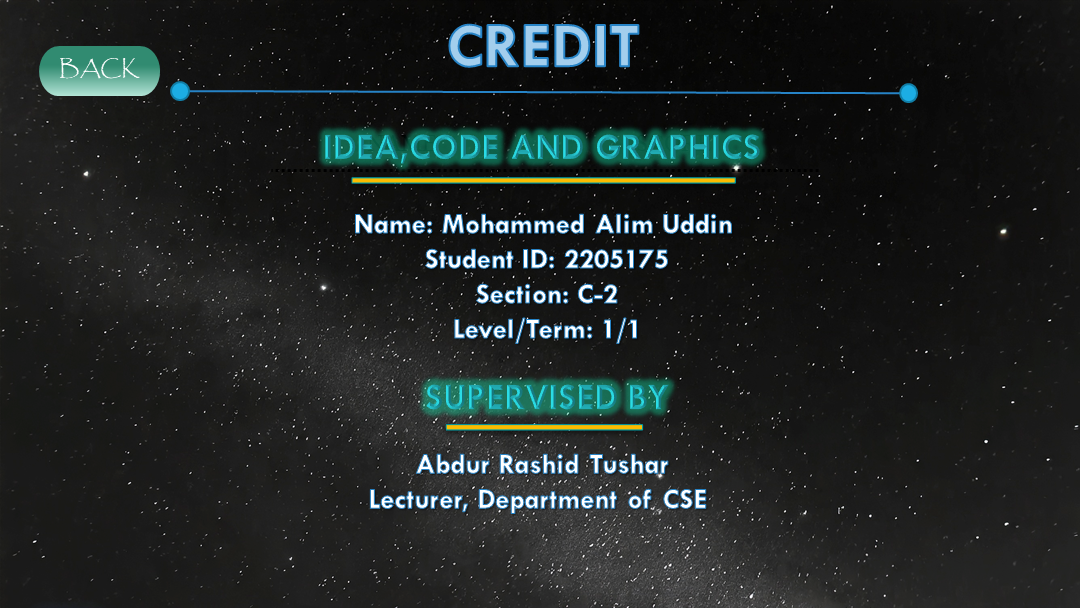 CREDIT
BACK
IDEA,CODE AND GRAPHICS
Name: Mohammed Alim Uddin
Student ID: 2205175
Section: C-2
Level/Term: 1/1
SUPERVISED BY
Abdur Rashid Tushar
Lecturer, Department of CSE